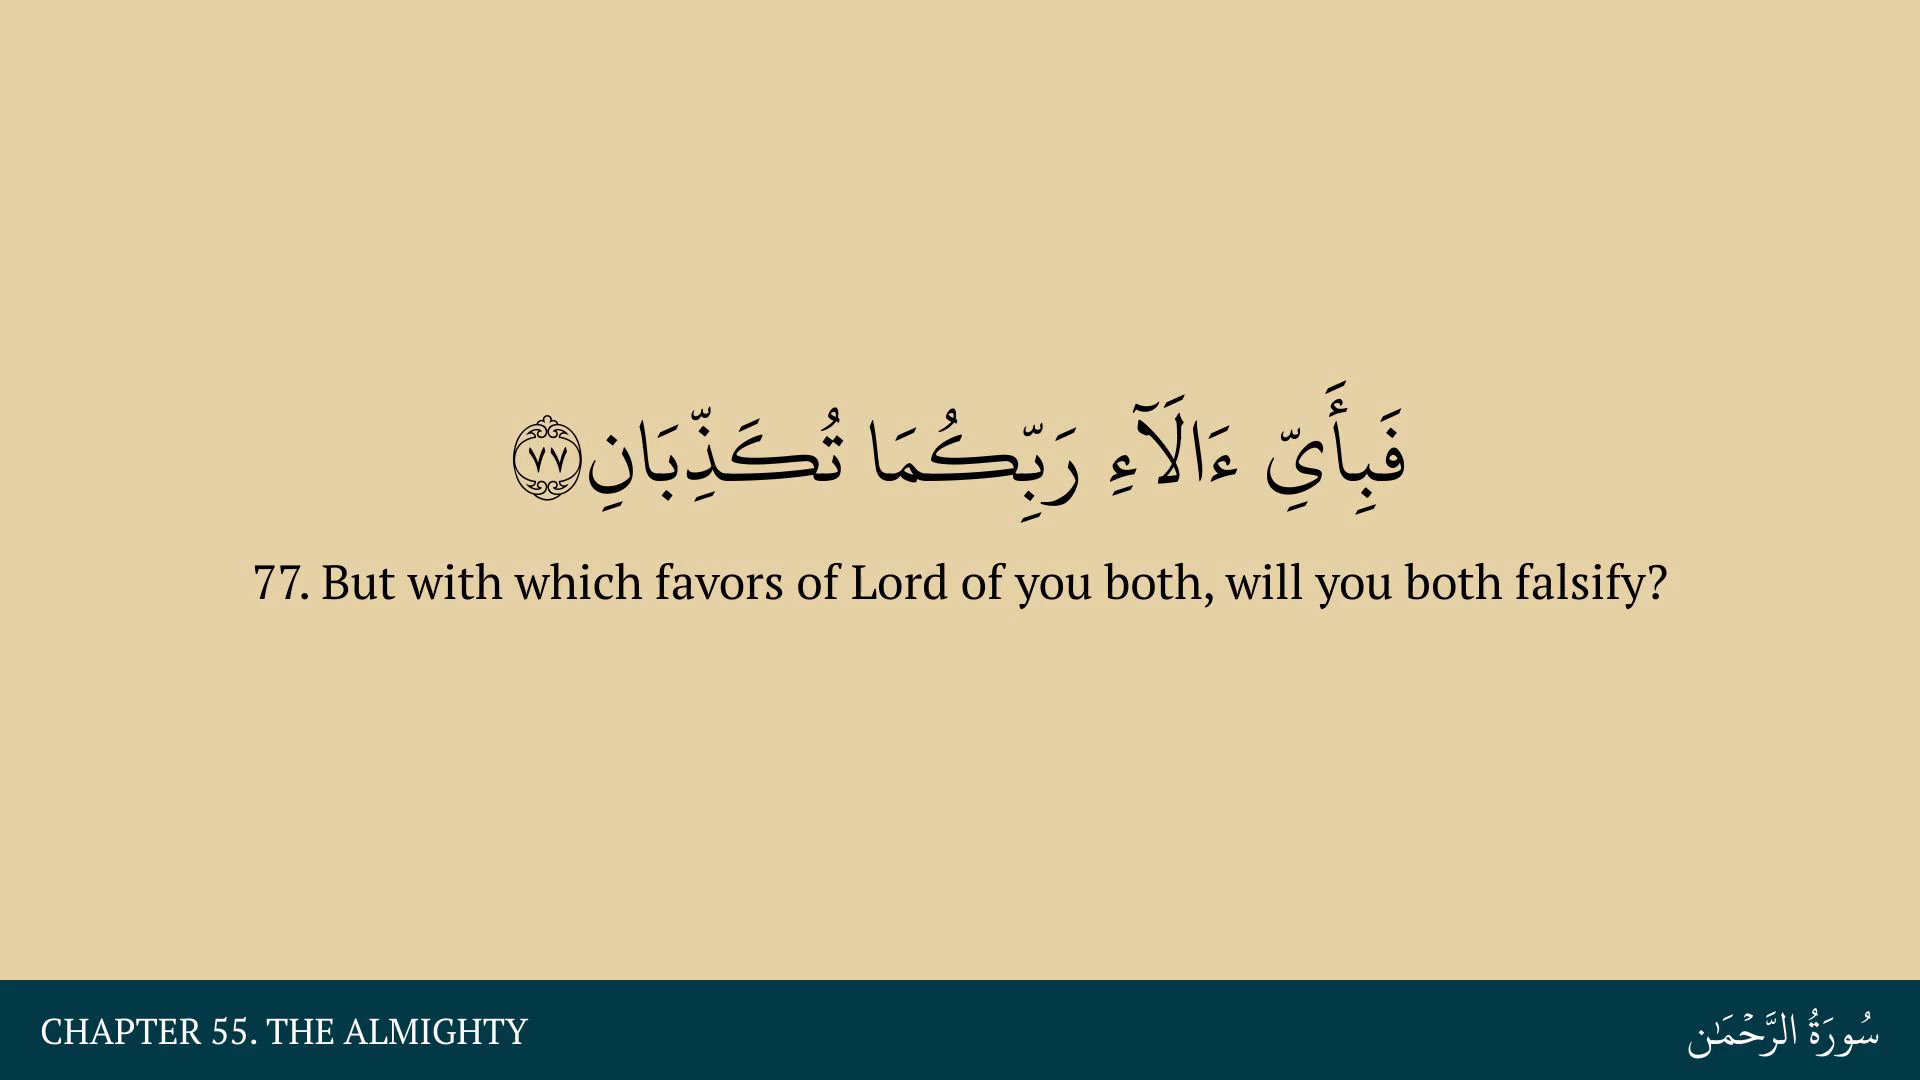 فَبِأَيِّ ءَالَآءِ رَبِّكُمَا تُكَذِّبَانِ ٧٧
77. But with which favors of Lord of you both, will you both falsify?
CHAPTER 55. THE ALMIGHTY
سُورَةُ الرَّحۡمَٰن